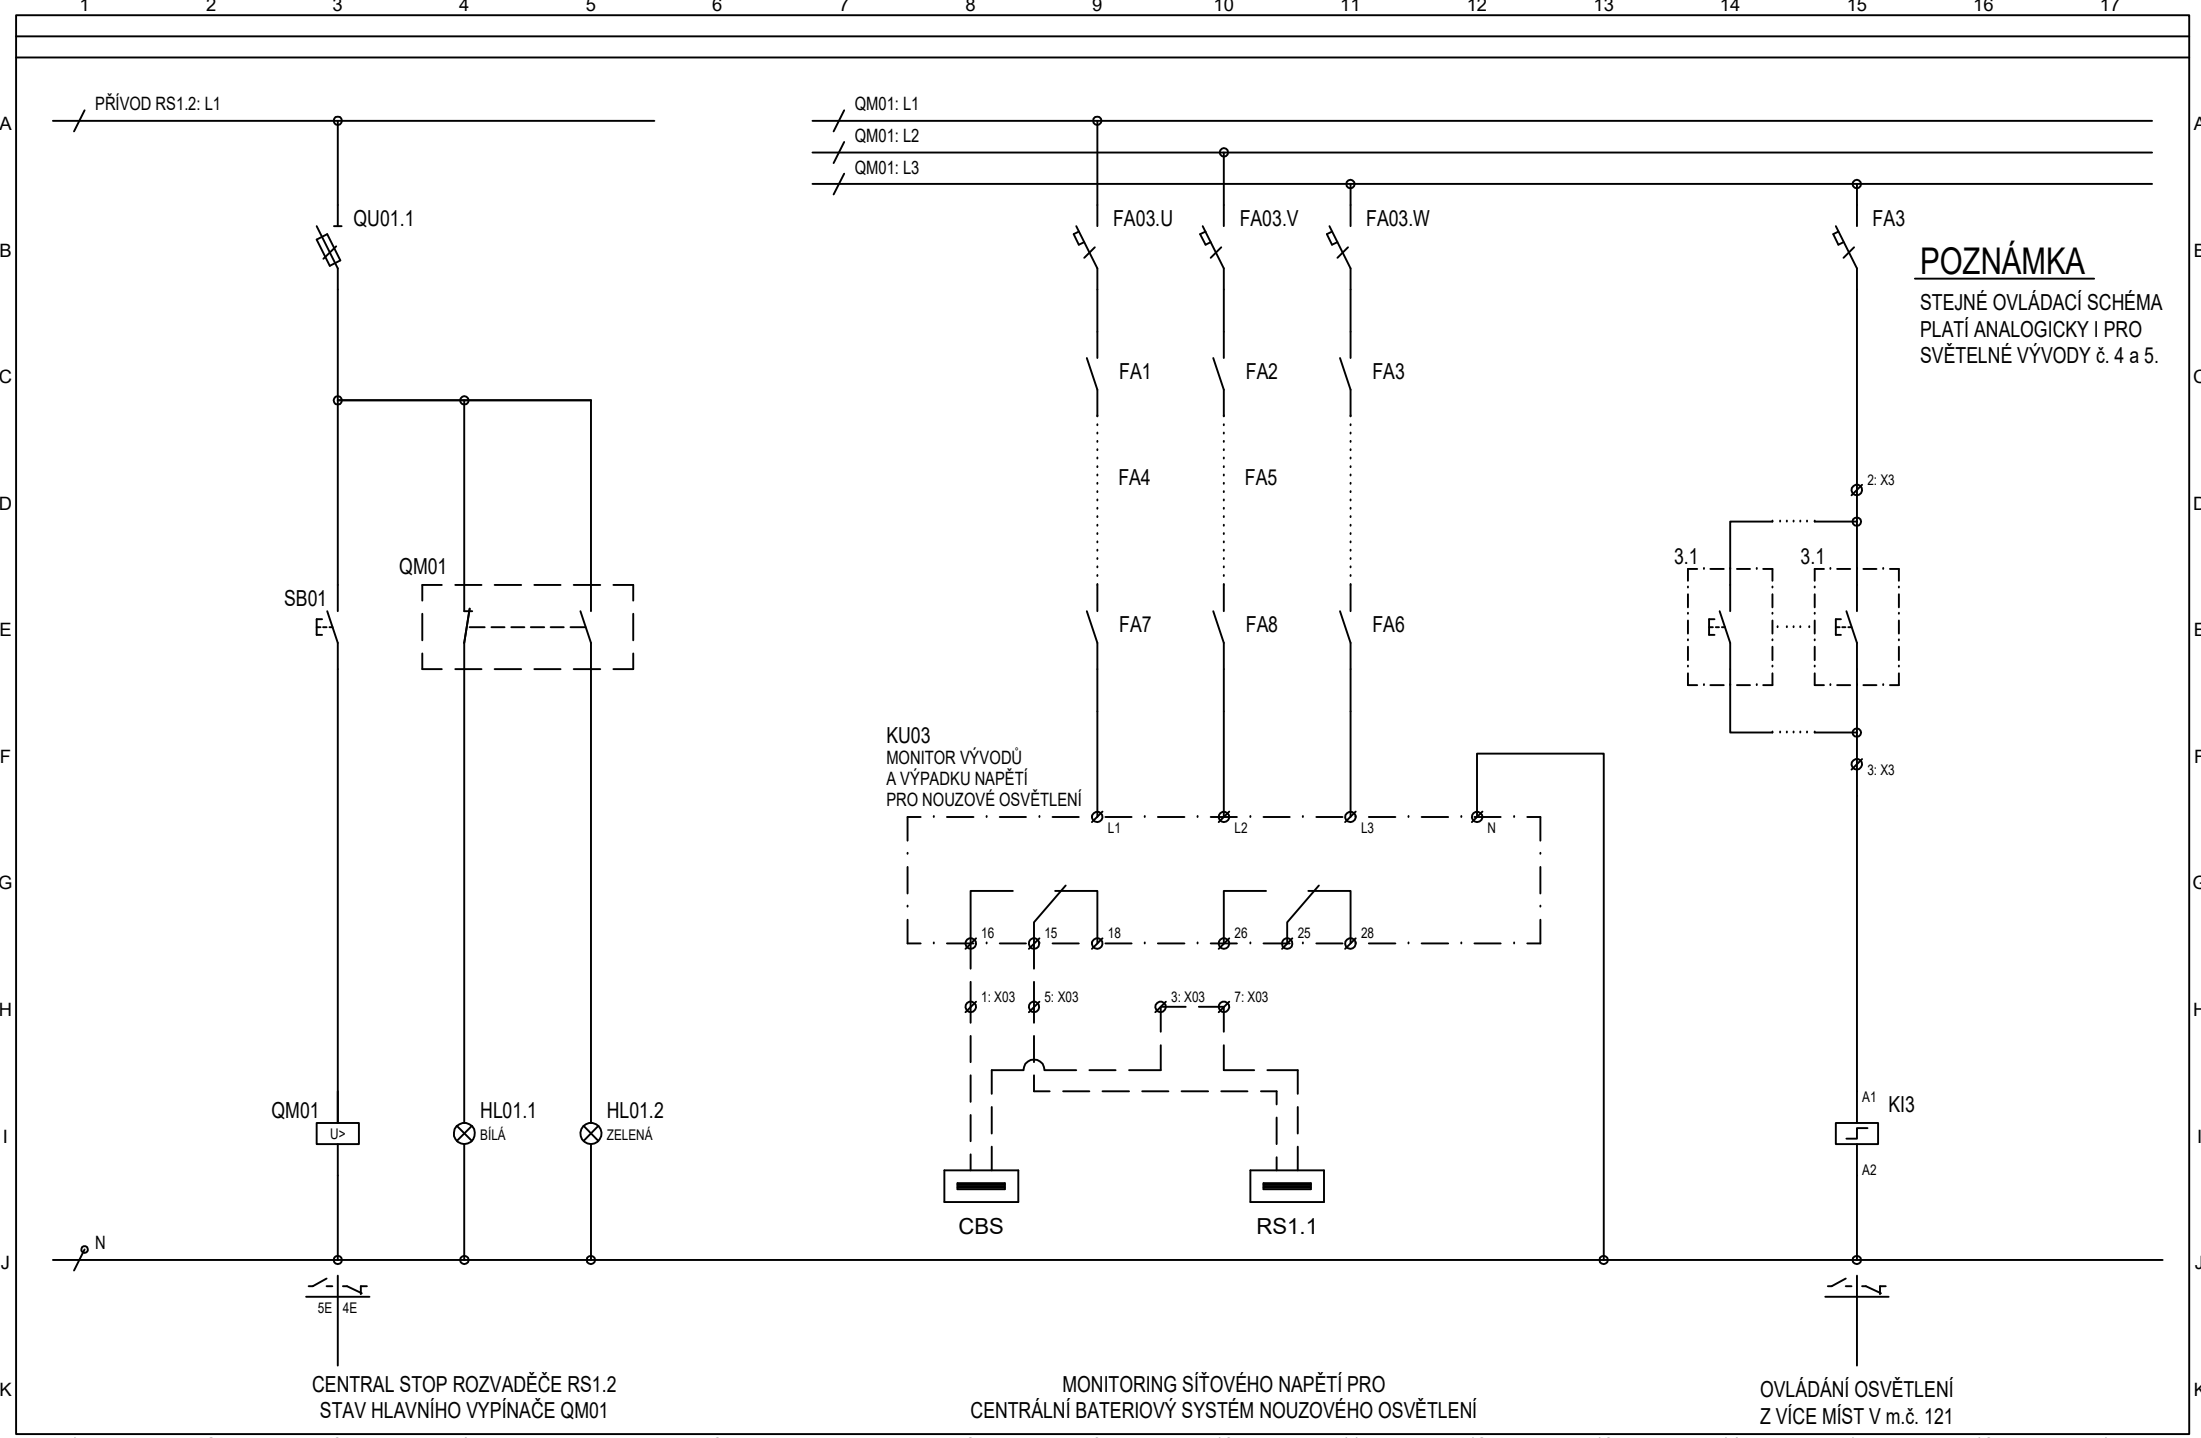 1 2 3 4 5 6 7 8 9 10 11 12 13 14 15 16 17
A PŘÍVOD RS1.2: L1 QM01: L1 A
QM01: L2
QM01: L3
B QU01.1 FA03.U FA03.V FA03.W FA3
POZNÁMKA
STEJNÉ OVLÁDACÍ SCHÉMA
PLATÍ ANALOGICKY I PRO
SVĚTELNÉ VÝVODY č. 4 a 5.
C FA1 FA2 FA3
FA4 FA5
D 2: X3
QM01 3.1 3.1
SB01
E FA7 FA8 FA6
KU03
MONITOR VÝVODŮ
A VÝPADKU NAPĚTÍ
PRO NOUZOVÉ OSVĚTLENÍ
F 3: X3
L1 L2 L3 N
G
16 15 18 26 25 28
H 1: X03 5: X03 3: X03 7: X03
QM01 HL01.1 HL01.2 A1 KI3
I U> BÍLÁ ZELENÁ I
A2
CBS RS1.1
N
J
5E 4E
K
CENTRAL STOP ROZVADĚČE RS1.2
STAV HLAVNÍHO VYPÍNAČE QM01
MONITORING SÍŤOVÉHO NAPĚTÍ PRO
CENTRÁLNÍ BATERIOVÝ SYSTÉM NOUZOVÉHO OSVĚTLENÍ
OVLÁDÁNÍ OSVĚTLENÍ
Z VÍCE MÍST V m.č. 121